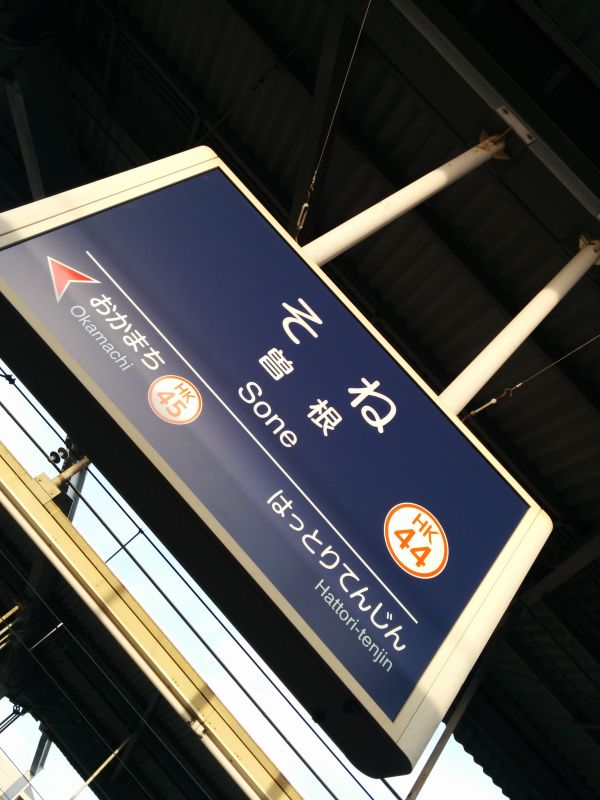 そ ね
曽 根
Sone
HK
44
おかまち
Okamachi
HK
45
はっとりてんじん
Hattori-tenjin